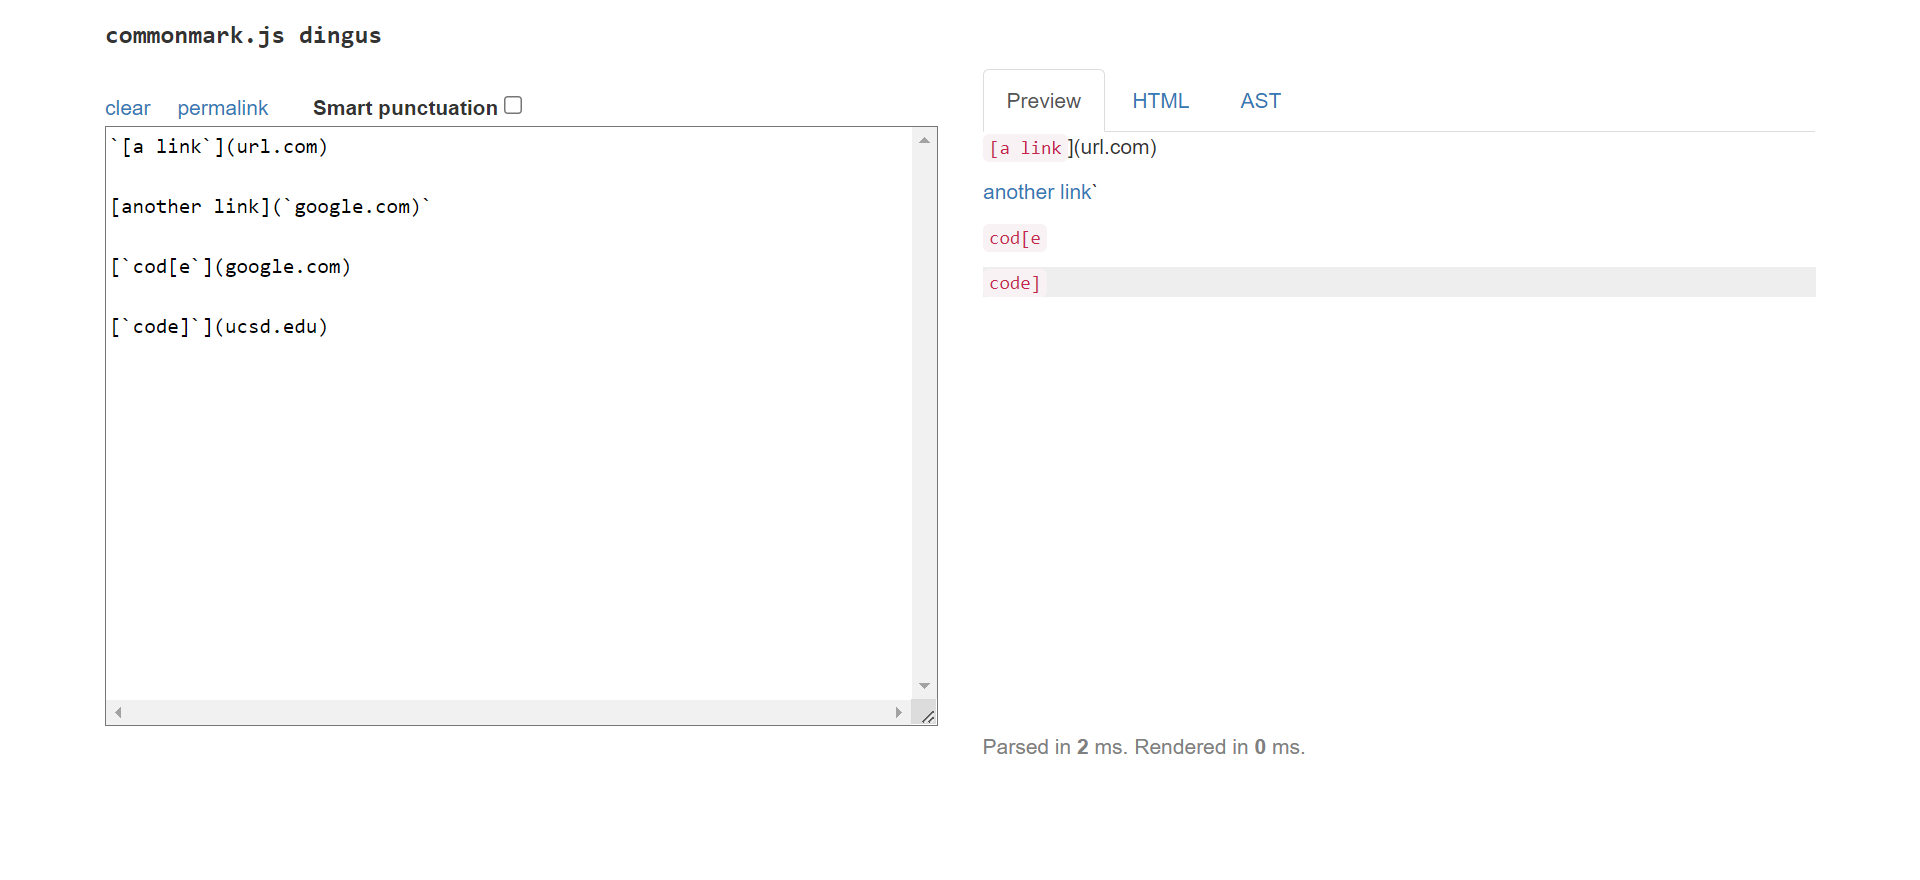 commonmark.js dingus
clear permalink Smart punctuation
`[a link`](url.com)
[another link](`google.com)`
[`cod[e`](google.com)
[`code]`](ucsd.edu)
Preview HTML AST
[a link](url.com)
another link`
cod[e
code]
Parsed in 2 ms. Rendered in 0 ms.